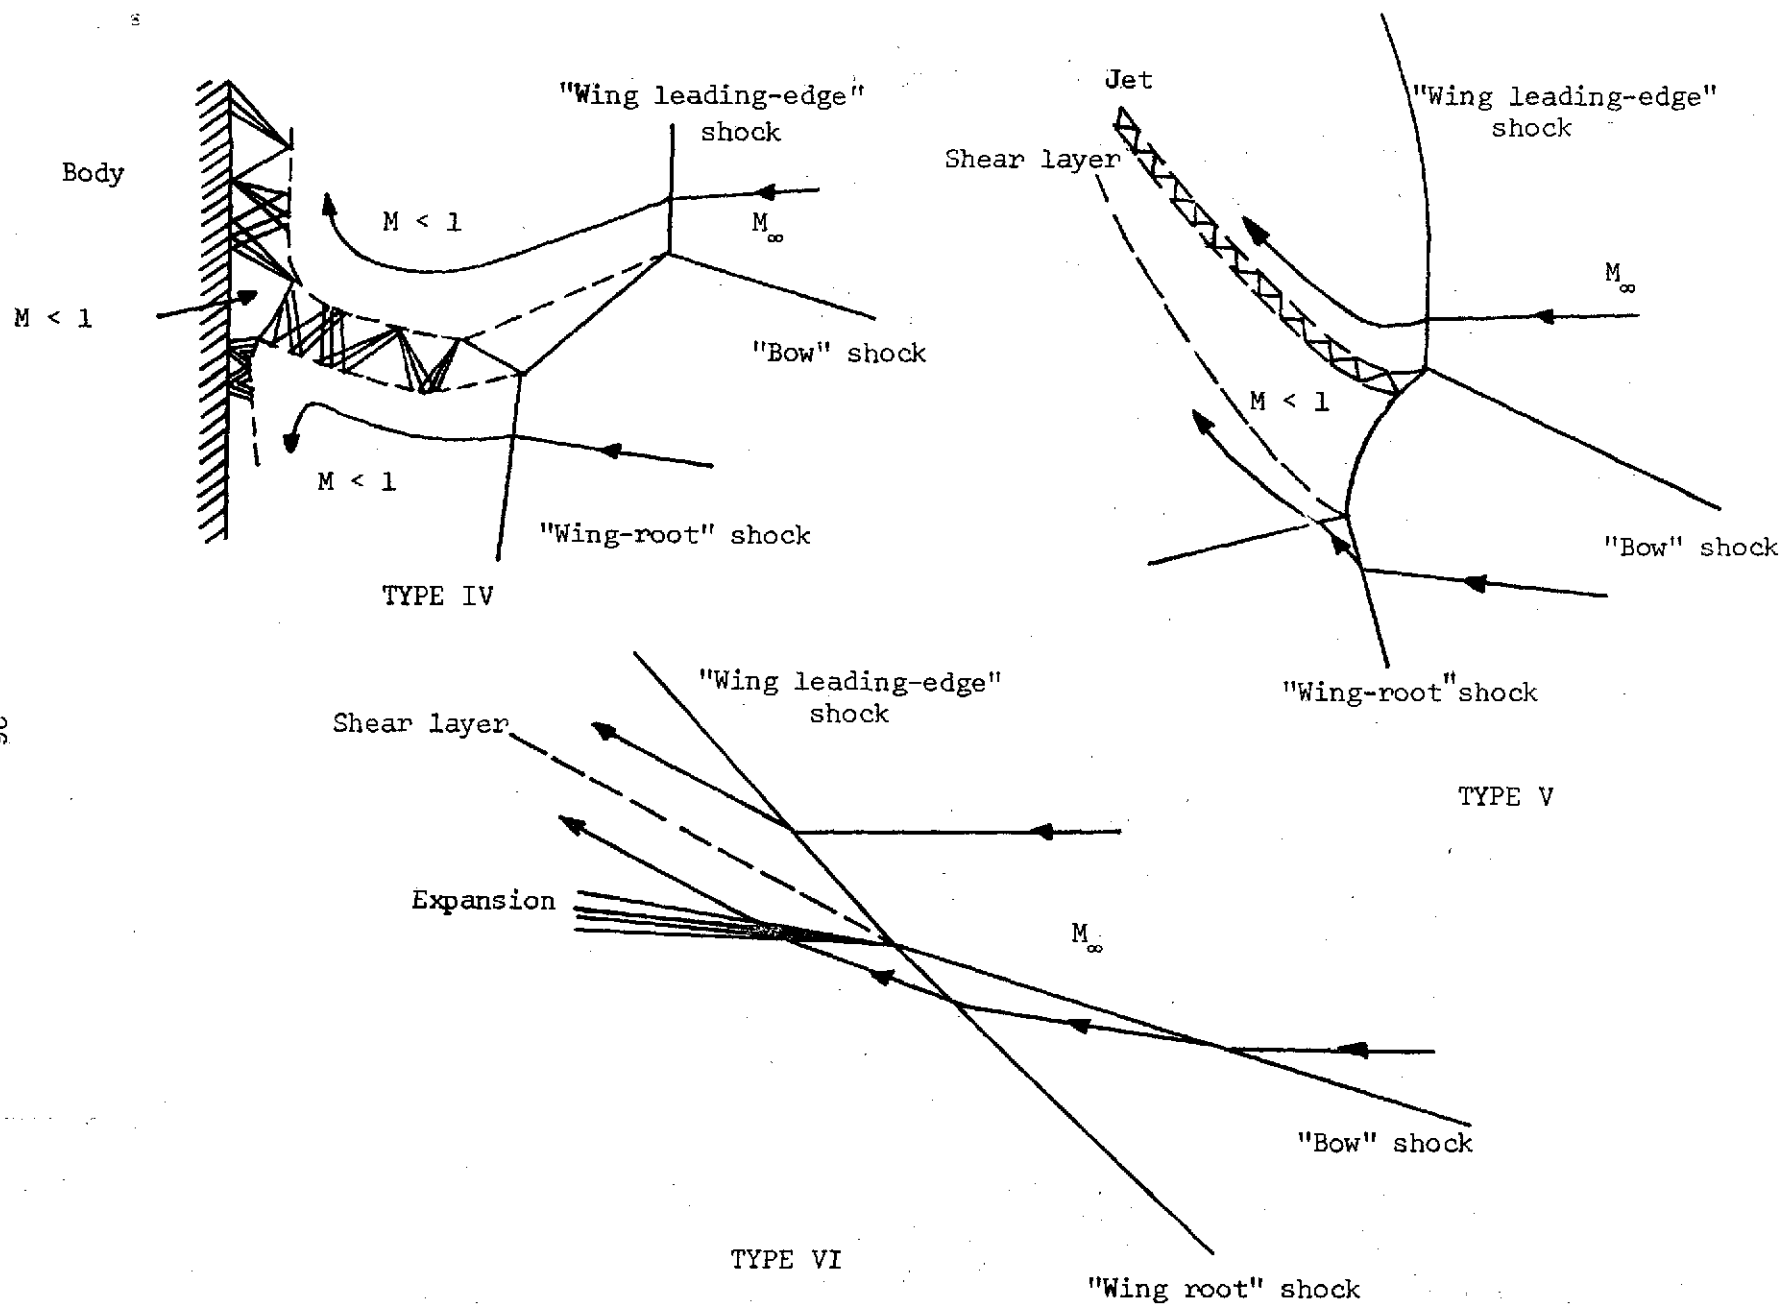 "Wing leading-edge"
shock
Body
M < 1
M∞
M < 1
"Bow" shock
M < 1
"Wing-root" shock
TYPE IV
Jet
"Wing leading-edge"
shock
Shear layer
M∞
M < 1
"Bow" shock
"Wing-root" shock
TYPE V
"Wing leading-edge"
shock
Shear layer
Expansion
M∞
"Bow" shock
TYPE VI
"Wing root" shock